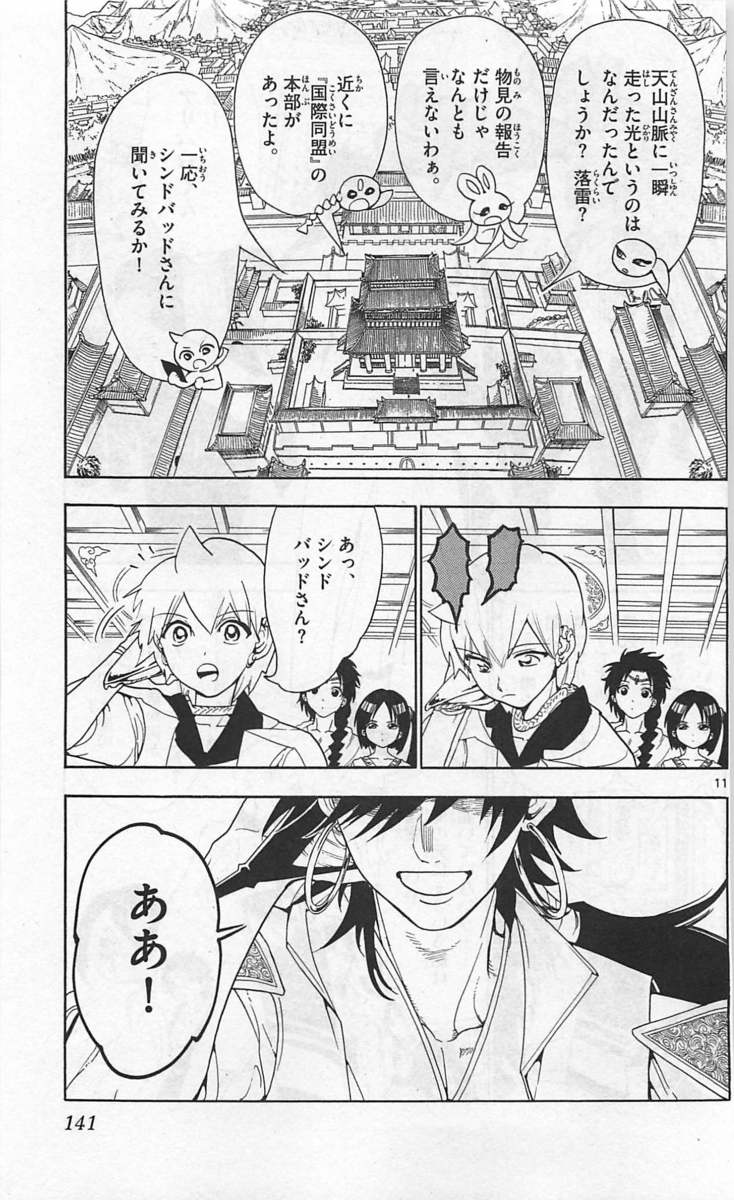 天山山脈に一瞬
走った光というのは
なんだったんで
しょうか？落雷？
物見の報告
だけじゃ
なんとも
言えないわぁ。
近くに
『国際同盟』の
本部が
あったよ。
一応、
シンドバッドさんに
聞いてみるか！
あっ、
シンド
バッドさん？
11
ああ！
141